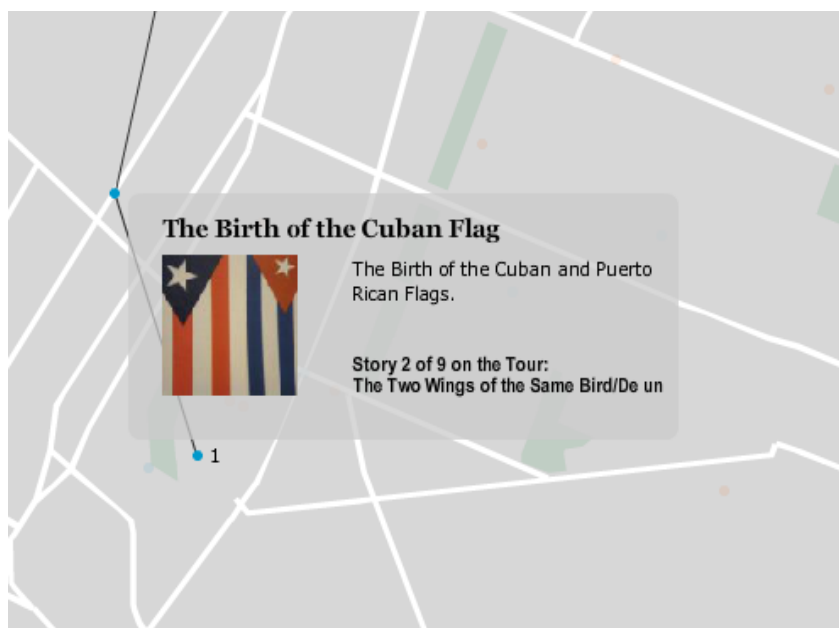 The Birth of the Cuban Flag
The Birth of the Cuban and Puerto
Rican Flags.
Story 2 of 9 on the Tour:
The Two Wings of the Same Bird/De un
1